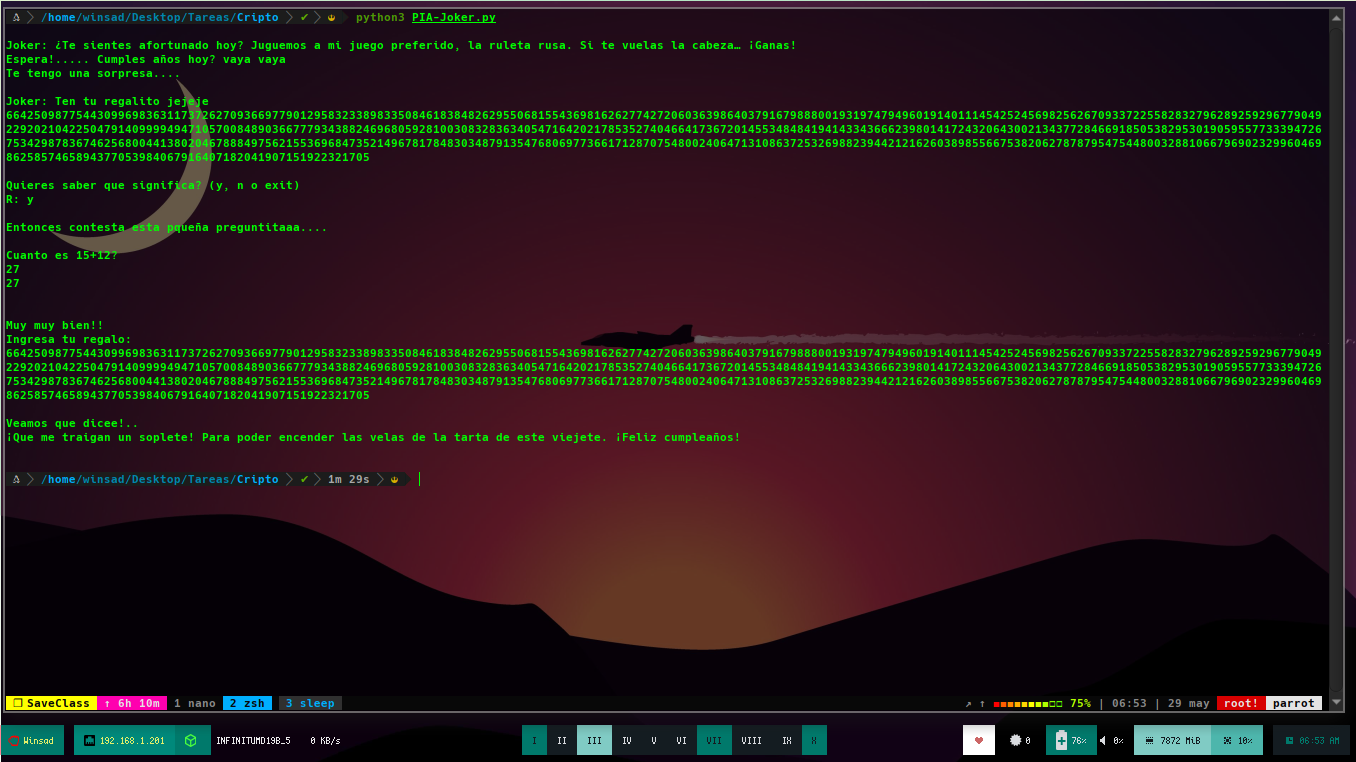 /home/winsad/Desktop/Tareas/Cripto ✔ python3 PIA-Joker.py
Joker: ¿Te sientes afortunado hoy? Juguemos a mi juego preferido, la ruleta rusa. Si te vuelas la cabeza… ¡Ganas!
Espera!..... Cumples años hoy? vaya vaya
Te tengo una sorpresa....
Joker: Ten tu regalito jejeje
Quieres saber que significa? (y, n o exit)
R: y
Entonces contesta esta pqueña preguntitaaa....
Cuanto es 15+12?
27
27
Muy muy bien!!
Ingresa tu regalo:
862585746589437705398406791640718204190715192232​1705
Veamos que dicee!..
¡Que me traigan un soplete! Para poder encender las velas de la tarta de este viejete. ¡Feliz cumpleaños!
/home/winsad/Desktop/Tareas/Cripto ✔ 1m 29s
SaveClass ↑ 6h 10m 1 nano 2 zsh 3 sleep ↗ ↑ 75% | 06:53 | 29 may root! parrot
Winsad 192.168.1.201 INFINITUMD19B_5 0 KB/s I II III IV V VI VII VIII IX X 0 76% 0% 7872 MiB 10% 06:53 AM